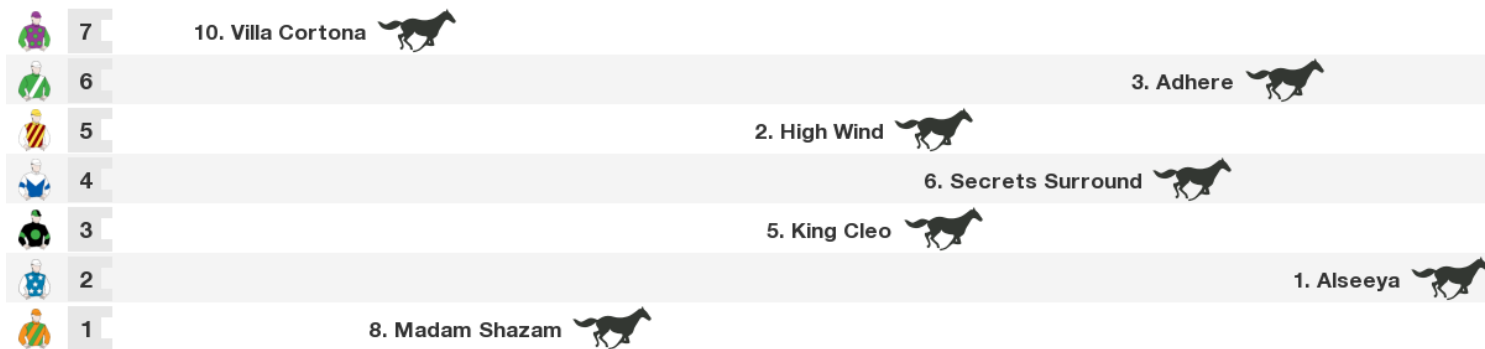 7 10. Villa Cortona
6 3. Adhere
5 2. High Wind
4 6. Secrets Surround
3 5. King Cleo
2 1. Alseeya
1 8. Madam Shazam